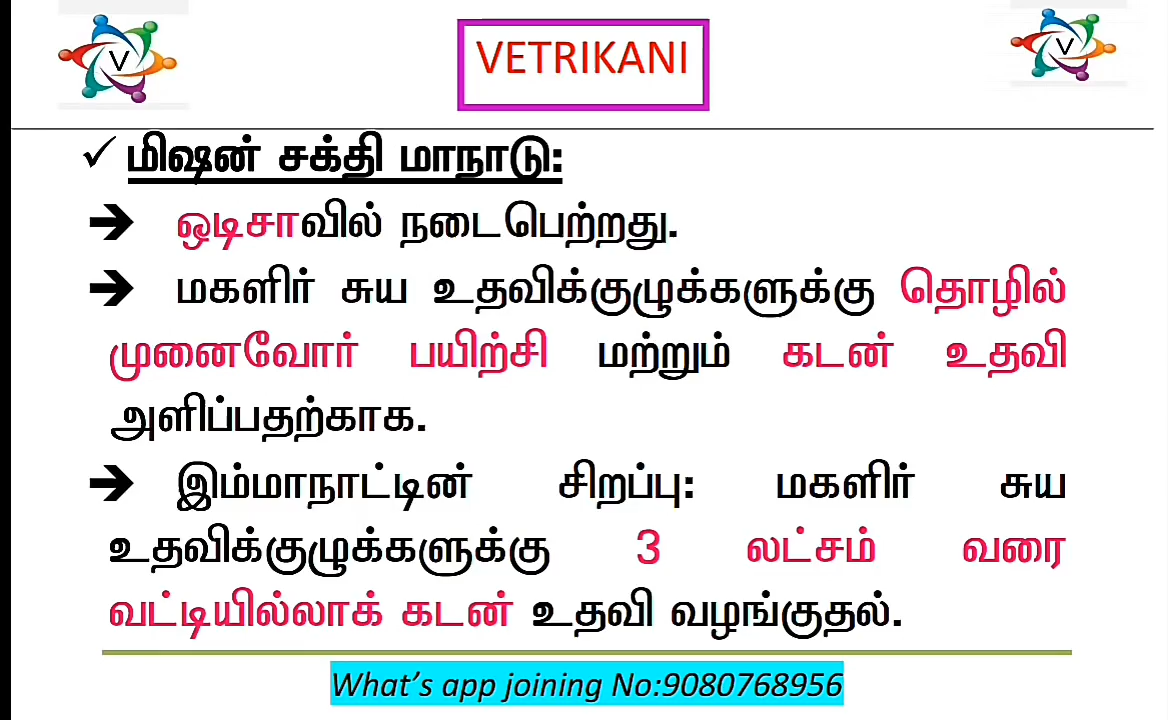 V
VETRIKANI
V
✓ மிஷன் சக்தி மாநாடு:
➔ ஒடிசாவில் நடைபெற்றது.
➔ மகளிர் சுய உதவிக்குழுக்களுக்கு தொழில்
முனைவோர் பயிற்சி மற்றும் கடன் உதவி
அளிப்பதற்காக.
➔ இம்மாநாட்டின் சிறப்பு: மகளிர் சுய
உதவிக்குழுக்களுக்கு 3 லட்சம் வரை
வட்டியில்லாக் கடன் உதவி வழங்குதல்.
What's app joining No:9080768956